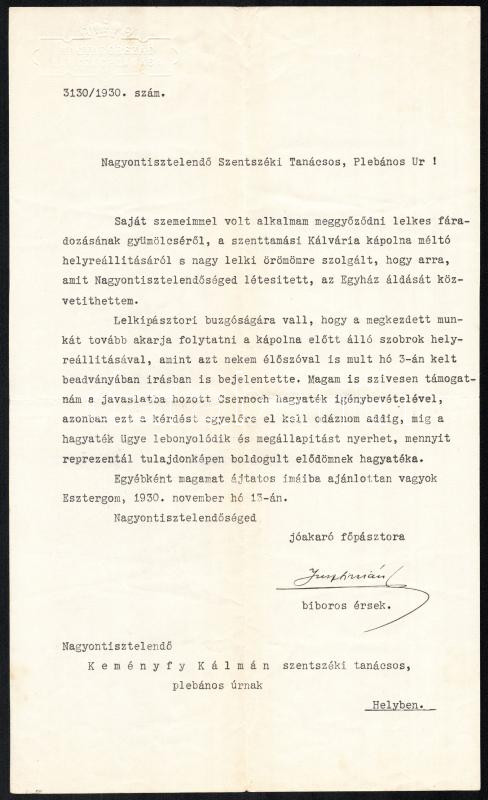 3130/1930. szám.
Nagyontisztelendő Szentszéki Tanácsos, Plebános Ur !
Saját szemeimmel volt alkalmam meggyőződni lelkes fára-
dozásának gyümölcséről, a szenttamási Kálvária kápolna méltó
helyreállitásáról s nagy lelki örömömre szolgált, hogy arra,
amit Nagyontisztelendőséged létesitett, az Egyház áldását köz-
vetithettem.
Lelkipásztori buzgóságára vall, hogy a megkezdett mun-
kát tovább akarja folytatni a kápolna előtt álló szobrok hely-
reállitásával, amint azt nekem élőszóval is mult hó 3-án kelt
beadványában irásban is bejelentette. Magam is szivesen támogat-
nám a javaslatba hozott Csernoch hagyaték igénybevételével,
azonban ezt a kérdést egyelőre el kell odáznom addig, mig a
hagyaték ügye lebonyolódik és megállapitást nyerhet, mennyit
reprezentál tulajdonképen boldogult elődömnek hagyatéka.
Egyébként magamat ájtatos imáiba ajánlottan vagyok
Esztergom, 1930. november hó 13-án.
Nagyontisztelendőséged
jóakaró főpásztora
Jusztinián
biboros érsek.
Nagyontisztelendő
Keményfy Kálmán szentszéki tanácsos,
plebános úrnak
Helyben.